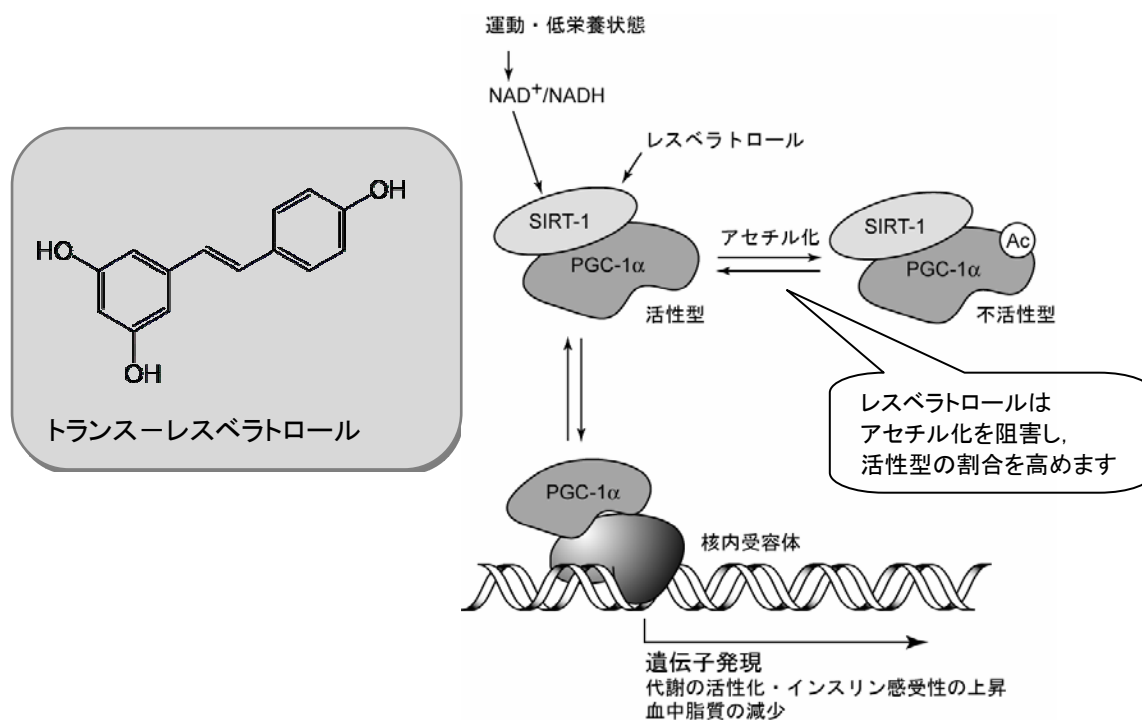 運動・低栄養状態
NAD⁺/NADH
レスベラトロール
SIRT-1
PGC-1α
活性型
アセチル化
SIRT-1
Ac
PGC-1α
不活性型
OH
HO
OH
トランス－レスベラトロール
レスベラトロールは
アセチル化を阻害し,
活性型の割合を高めます
PGC-1α
核内受容体
遺伝子発現
代謝の活性化・インスリン感受性の上昇
血中脂質の減少